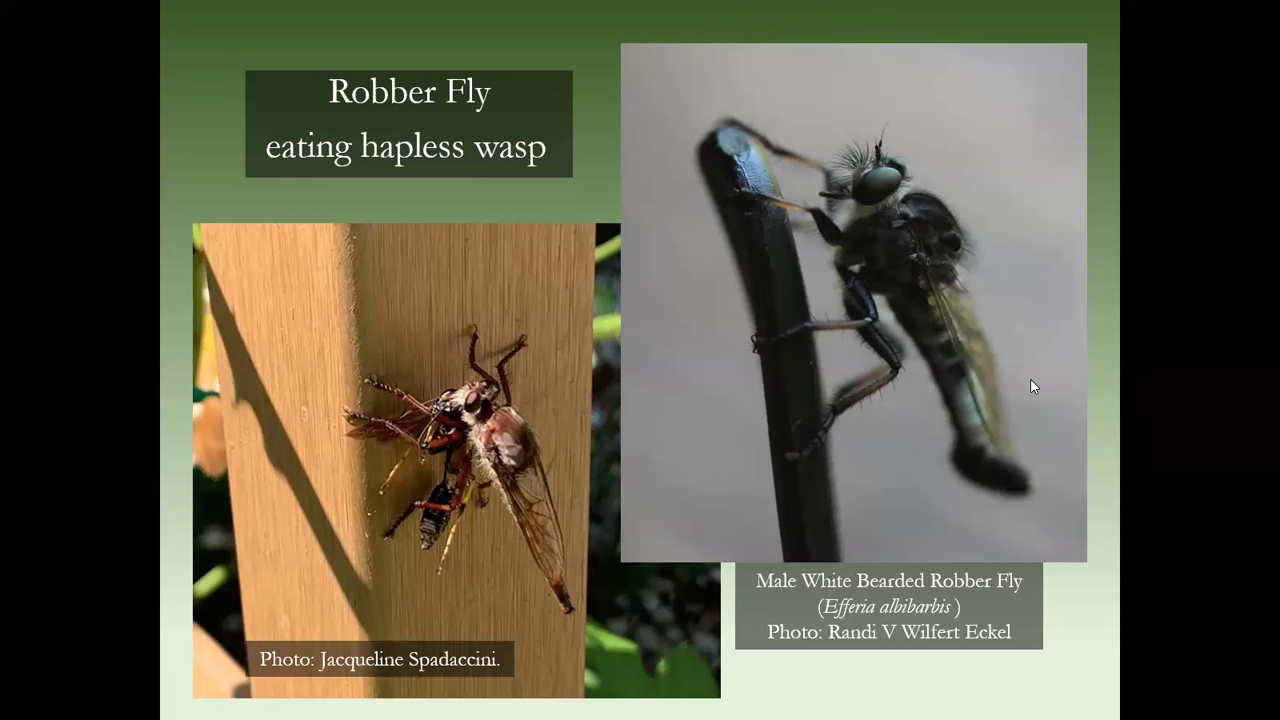 Robber Fly
eating hapless wasp
Male White Bearded Robber Fly
(Efferia albibarbis )
Photo: Randi V Wilfert Eckel
Photo: Jacqueline Spadaccini.